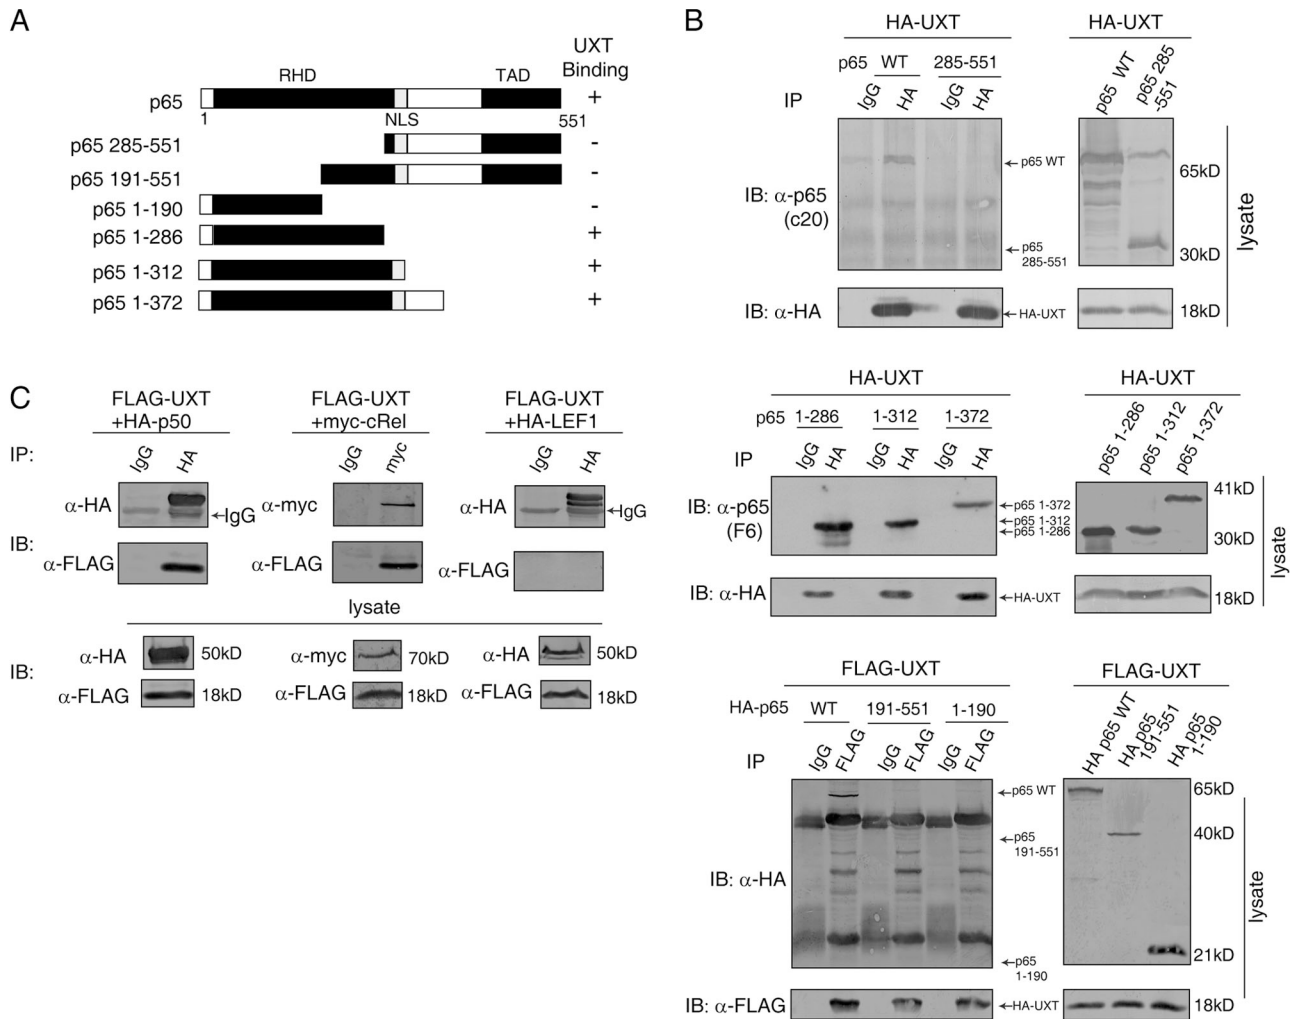 A
UXT
Binding
RHD
TAD
p65
+
1
NLS
551
p65 285-551
-
p65 191-551
-
p65 1-190
-
p65 1-286
+
p65 1-312
+
p65 1-372
+
B
HA-UXT
HA-UXT
p65 WT 285-551
IP IgG HA IgG HA
p65 WT
p65 285
-551
IB: α-p65
(c20)
p65 WT
p65
285-551
65kD
30kD
IB: α-HA
HA-UXT
18kD
lysate
HA-UXT
HA-UXT
p65 1-286 1-312 1-372
IP IgG HA IgG HA IgG HA
p65 1-286
p65 1-312
p65 1-372
IB: α-p65
(F6)
p65 1-372
p65 1-312
p65 1-286
41kD
30kD
IB: α-HA
HA-UXT
18kD
lysate
FLAG-UXT
FLAG-UXT
HA-p65 WT 191-551 1-190
IP IgG FLAG IgG FLAG IgG FLAG
HA p65 WT
HA p65
191-551
HA p65
1-190
IB: α-HA
p65 WT
p65
191-551
p65
1-190
65kD
40kD
21kD
IB: α-FLAG
HA-UXT
18kD
lysate
C
FLAG-UXT
+HA-p50
FLAG-UXT
+myc-cRel
FLAG-UXT
+HA-LEF1
IP:
IgG HA
IgG myc
IgG HA
α-HA
IgG
α-myc
α-HA
IgG
IB:
α-FLAG
α-FLAG
α-FLAG
lysate
IB:
α-HA 50kD
α-myc 70kD
α-HA 50kD
α-FLAG 18kD
α-FLAG 18kD
α-FLAG 18kD